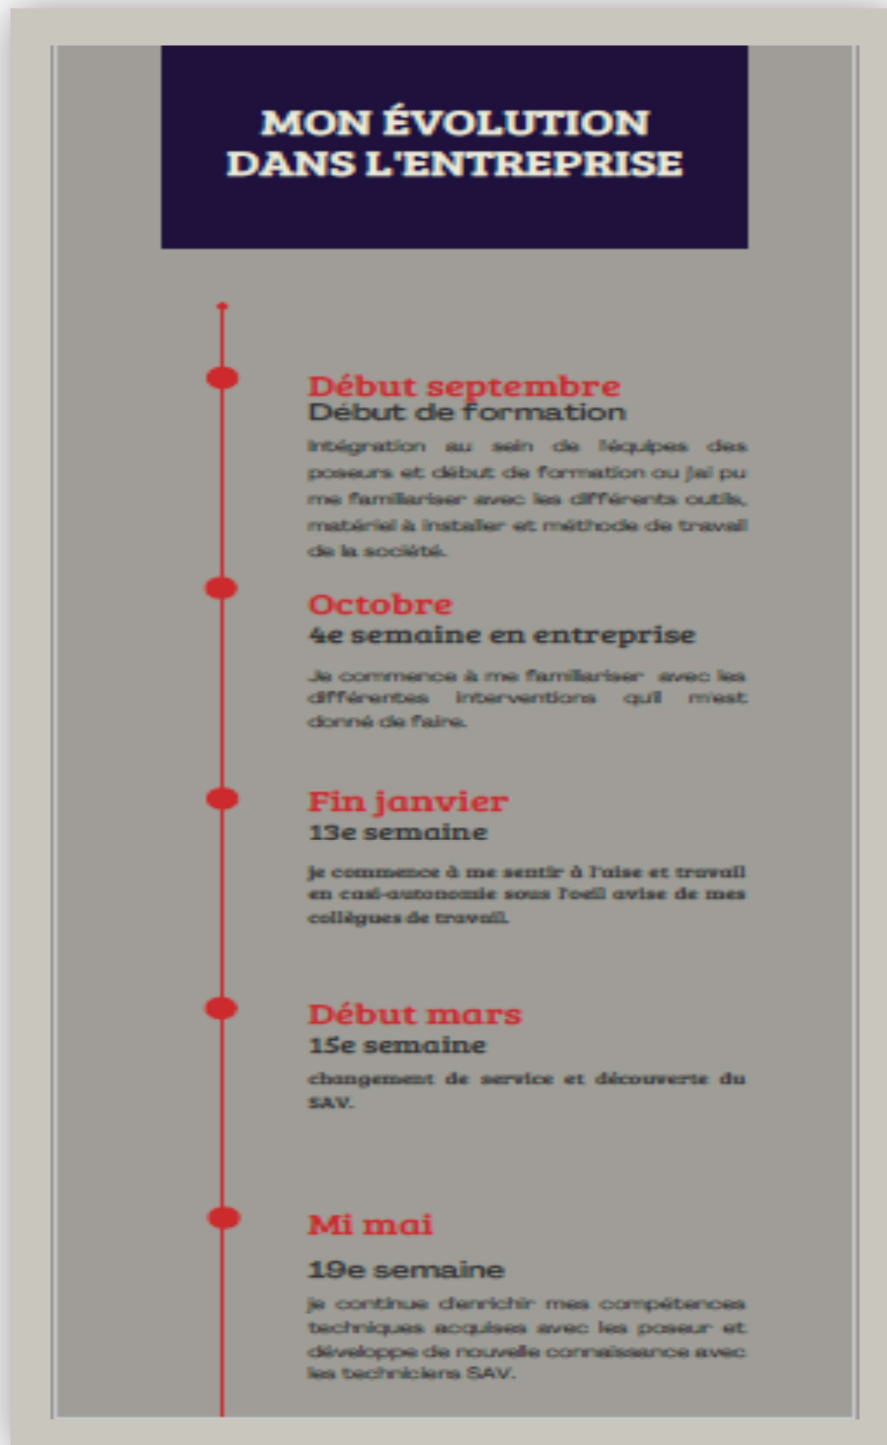 MON ÉVOLUTION
DANS L'ENTREPRISE
Début septembre
Début de formation
Intégration au sein de l'équipes des
poseurs et début de formation ou j'ai pu
me familiariser avec les différents outils,
matériel à installer et méthode de travail
de la société.
Octobre
4e semaine en entreprise
Je commence à me familiariser avec les
différentes interventions qu'il m'est
donné de faire.
Fin janvier
13e semaine
je commence à me sentir à l'aise et travail
en casi-autonomie sous l'oeil avise de mes
collègues de travail.
Début mars
15e semaine
changement de service et découverte du
SAV.
Mi mai
19e semaine
je continue d'enrichir mes compétences
techniques acquises avec les poseur et
développe de nouvelle connaissance avec
les techniciens SAV.